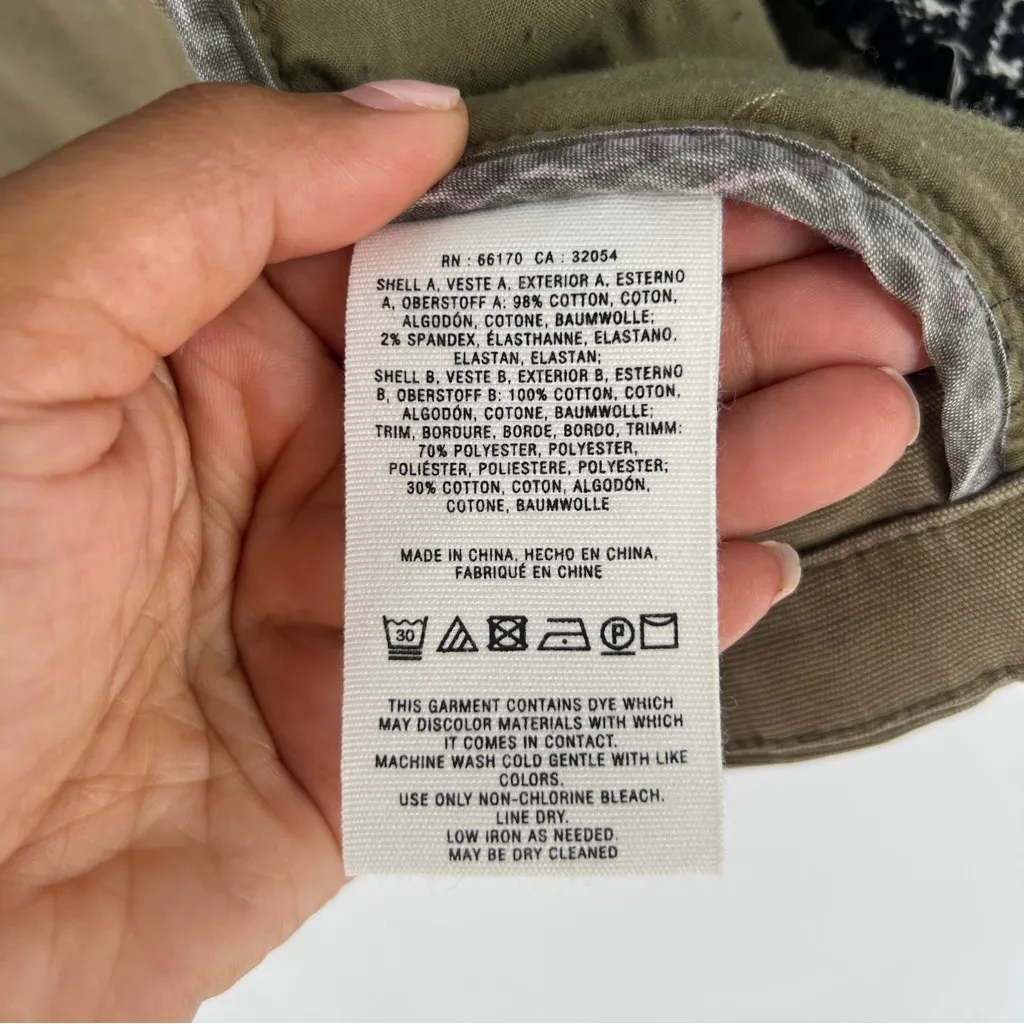 RN : 66170 CA : 32054
SHELL A, VESTE A, EXTERIOR A, ESTERNO
A, OBERSTOFF A: 98% COTTON, COTON,
ALGODÓN, COTONE, BAUMWOLLE;
2% SPANDEX, ÉLASTHANNE, ELASTANO,
ELASTAN, ELASTAN;
SHELL B, VESTE B, EXTERIOR B, ESTERNO
B, OBERSTOFF B: 100% COTTON, COTON,
ALGODÓN, COTONE, BAUMWOLLE;
TRIM, BORDURE, BORDE, BORDO, TRIMM:
70% POLYESTER, POLYESTER,
POLIÉSTER, POLIESTERE, POLYESTER;
30% COTTON, COTON, ALGODÓN,
COTONE, BAUMWOLLE
MADE IN CHINA, HECHO EN CHINA,
FABRIQUÉ EN CHINE
30 P
THIS GARMENT CONTAINS DYE WHICH
MAY DISCOLOR MATERIALS WITH WHICH
IT COMES IN CONTACT.
MACHINE WASH COLD GENTLE WITH LIKE
COLORS.
USE ONLY NON-CHLORINE BLEACH.
LINE DRY.
LOW IRON AS NEEDED.
MAY BE DRY CLEANED